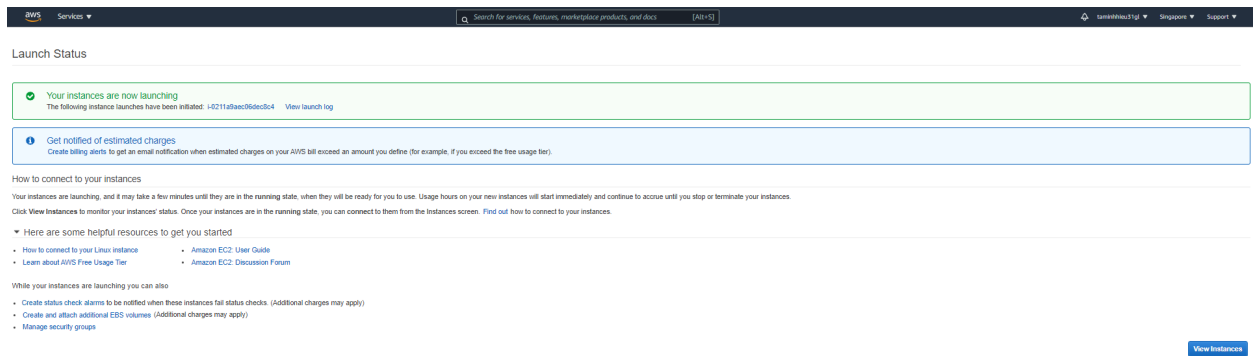 aws Services ▼ Search for services, features, marketplace products, and docs [Alt+S] taminhhieu31gl ▼ Singapore ▼ Support ▼
Launch Status
Your instances are now launching
The following instance launches have been initiated: i-0211a9aec06dec8c4 View launch log
Get notified of estimated charges
Create billing alerts to get an email notification when estimated charges on your AWS bill exceed an amount you define (for example, if you exceed the free usage tier).
How to connect to your instances
Your instances are launching, and it may take a few minutes until they are in the running state, when they will be ready for you to use. Usage hours on your new instances will start immediately and continue to accrue until you stop or terminate your instances.
Click View Instances to monitor your instances' status. Once your instances are in the running state, you can connect to them from the Instances screen. Find out how to connect to your instances.
▼ Here are some helpful resources to get you started
• How to connect to your Linux instance • Amazon EC2: User Guide
• Learn about AWS Free Usage Tier • Amazon EC2: Discussion Forum
While your instances are launching you can also
• Create status check alarms to be notified when these instances fail status checks. (Additional charges may apply)
• Create and attach additional EBS volumes (Additional charges may apply)
• Manage security groups
View Instances